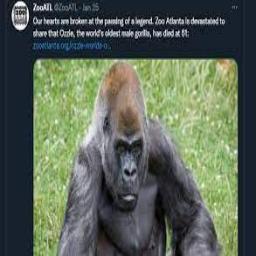 ZooATL @ZooATL · Jan 25
Our hearts are broken at the passing of a legend. Zoo Atlanta is devastated to
share that Ozzie, the world's oldest male gorilla, has died at 61:
zooatlanta.org/ozzie-worlds-o...